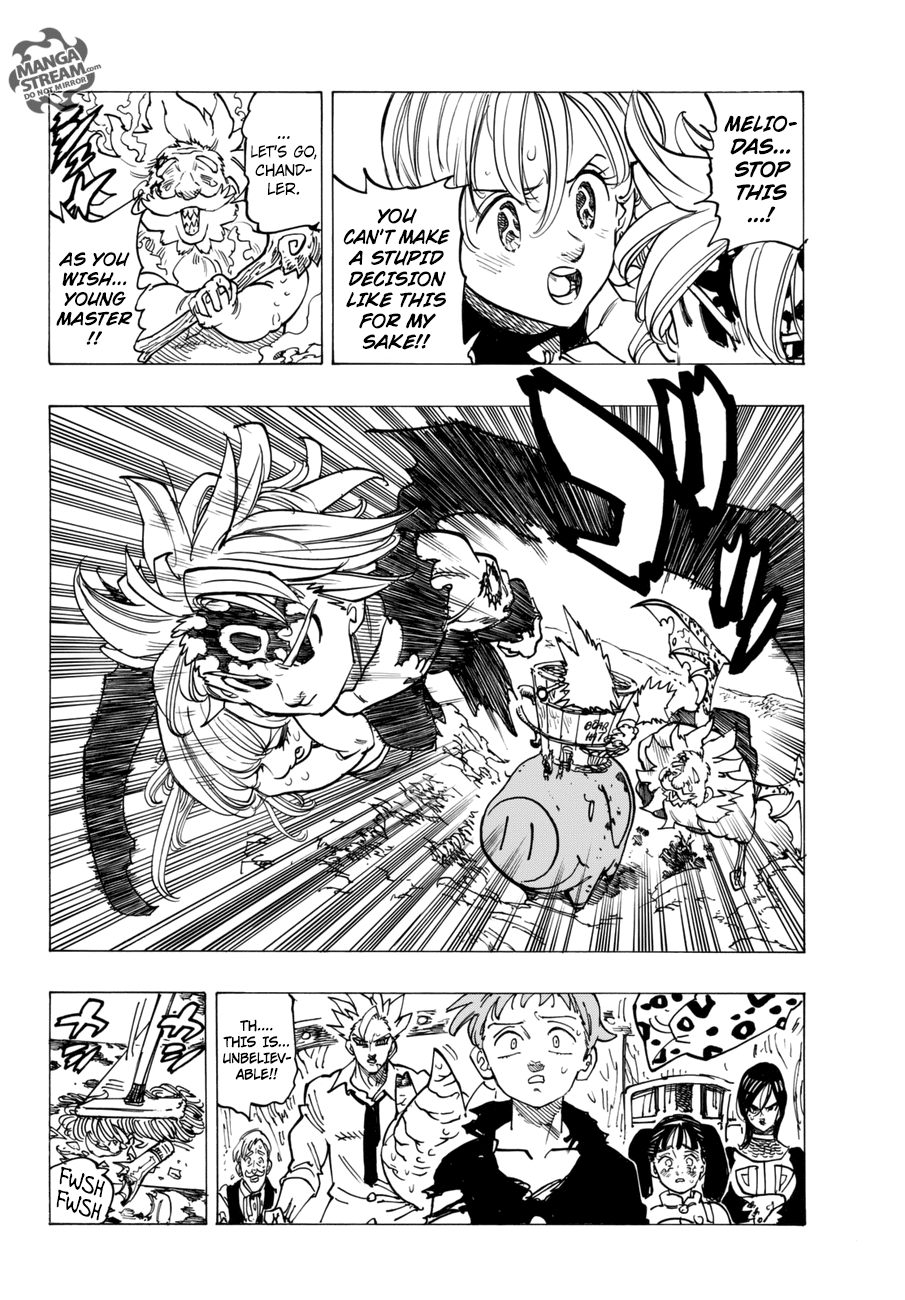 MANGA
STREAM.com
DO NOT MIRROR
MELIO-
DAS...
STOP
THIS
...!
YOU
CAN'T MAKE
A STUPID
DECISION
LIKE THIS
FOR MY
SAKE!!
...
LET'S GO,
CHAND-
LER.
AS YOU
WISH...
YOUNG
MASTER
!!
TH....
THIS IS...
UNBELIEV-
ABLE!!
FWSH
FWSH